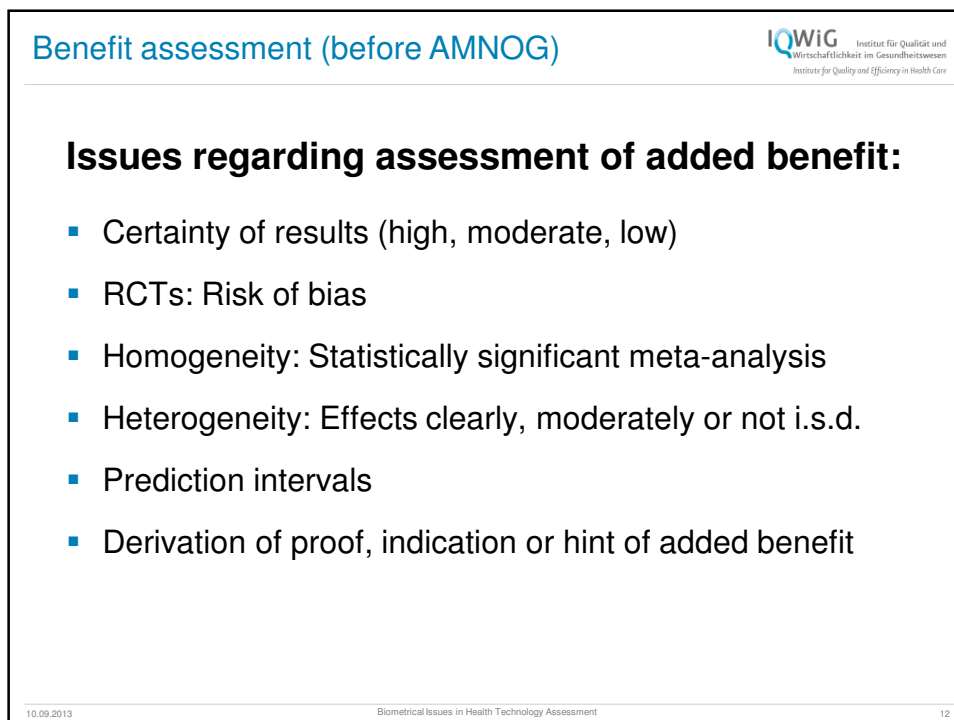 Benefit assessment (before AMNOG)
IQWiG Institut für Qualität und
Wirtschaftlichkeit im Gesundheitswesen
Institute for Quality and Efficiency in Health Care
Issues regarding assessment of added benefit:
▪ Certainty of results (high, moderate, low)
▪ RCTs: Risk of bias
▪ Homogeneity: Statistically significant meta-analysis
▪ Heterogeneity: Effects clearly, moderately or not i.s.d.
▪ Prediction intervals
▪ Derivation of proof, indication or hint of added benefit
10.09.2013 Biometrical Issues in Health Technology Assessment 12